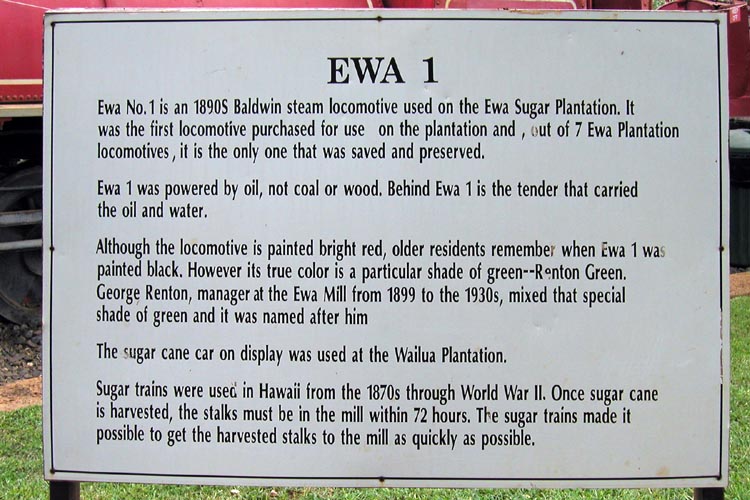 EWA 1
Ewa No.1 is an 1890S Baldwin steam locomotive used on the Ewa Sugar Plantation. It
was the first locomotive purchased for use on the plantation and , out of 7 Ewa Plantation
locomotives , it is the only one that was saved and preserved.
Ewa 1 was powered by oil, not coal or wood. Behind Ewa 1 is the tender that carried
the oil and water.
Although the locomotive is painted bright red, older residents remember when Ewa 1 was
painted black. However its true color is a particular shade of green--Renton Green.
George Renton, manager at the Ewa Mill from 1899 to the 1930s, mixed that special
shade of green and it was named after him
The sugar cane car on display was used at the Wailua Plantation.
Sugar trains were used in Hawaii from the 1870s through World War II. Once sugar cane
is harvested, the stalks must be in the mill within 72 hours. The sugar trains made it
possible to get the harvested stalks to the mill as quickly as possible.